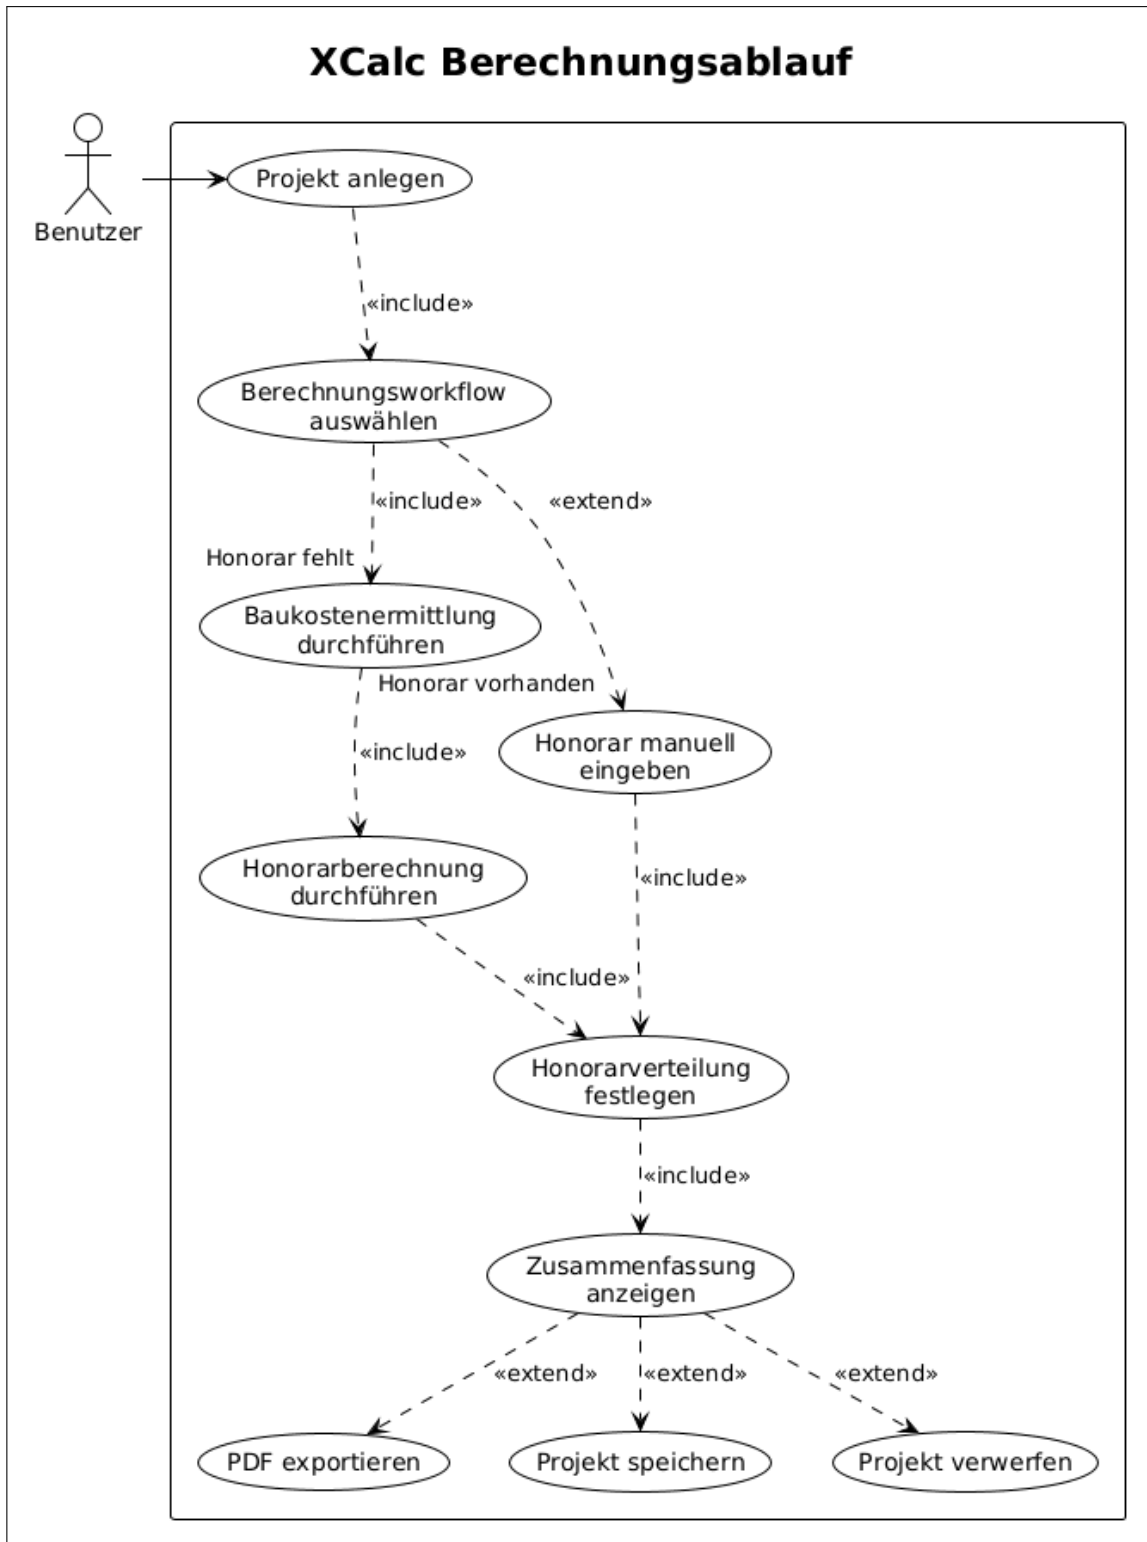 XCalc Berechnungsablauf
Benutzer
Projekt anlegen
«include»
Berechnungsworkflow
auswählen
«include»
«extend»
Honorar fehlt
Baukostenermittlung
durchführen
Honorar vorhanden
«include»
Honorar manuell
eingeben
Honorarberechnung
durchführen
«include»
«include»
Honorarverteilung
festlegen
«include»
Zusammenfassung
anzeigen
«extend»
«extend»
«extend»
PDF exportieren
Projekt speichern
Projekt verwerfen